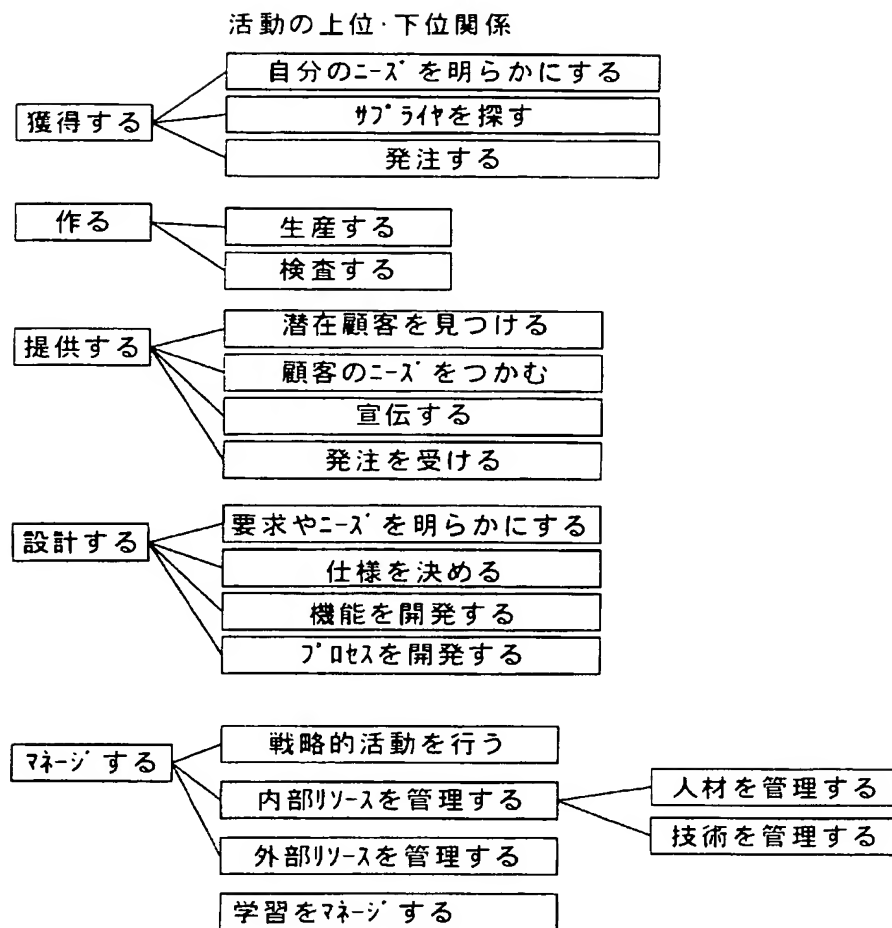 活動の上位·下位関係
獲得する
自分のﾆｰｽﾞを明らかにする
ｻﾌﾟﾗｲﾔを探す
発注する
作る
生産する
検査する
提供する
潜在顧客を見つける
顧客のﾆｰｽﾞをつかむ
宣伝する
発注を受ける
設計する
要求やﾆｰｽﾞを明らかにする
仕様を決める
機能を開発する
ﾌﾟﾛｾｽを開発する
ﾏﾈｰｼﾞする
戦略的活動を行う
内部ﾘｿｰｽを管理する
人材を管理する
技術を管理する
外部ﾘｿｰｽを管理する
学習をﾏﾈｰｼﾞする